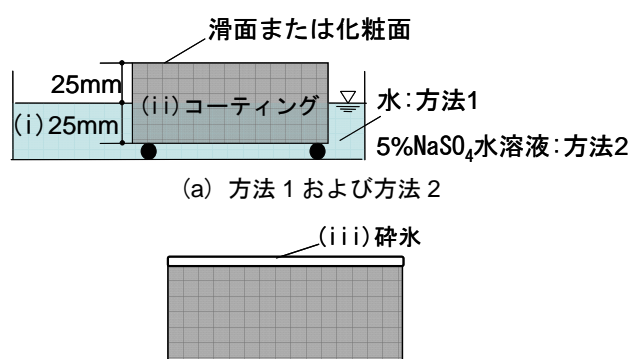 滑面または化粧面
25mm
(ii)コーティング
水:方法1
(i)25mm
5%NaSO4水溶液:方法2
(a) 方法 1 および方法 2
(iii)砕氷